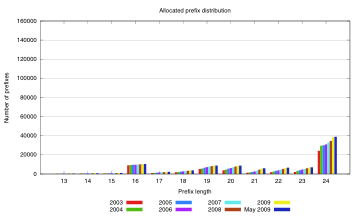 Allocated prefix distribution
Number of prefixes
160000
140000
120000
100000
80000
60000
40000
20000
0
13 14 15 16 17 18 19 20 21 22 23 24
Prefix length
2003 2005 2007 2009
2004 2006 2008 May 2009